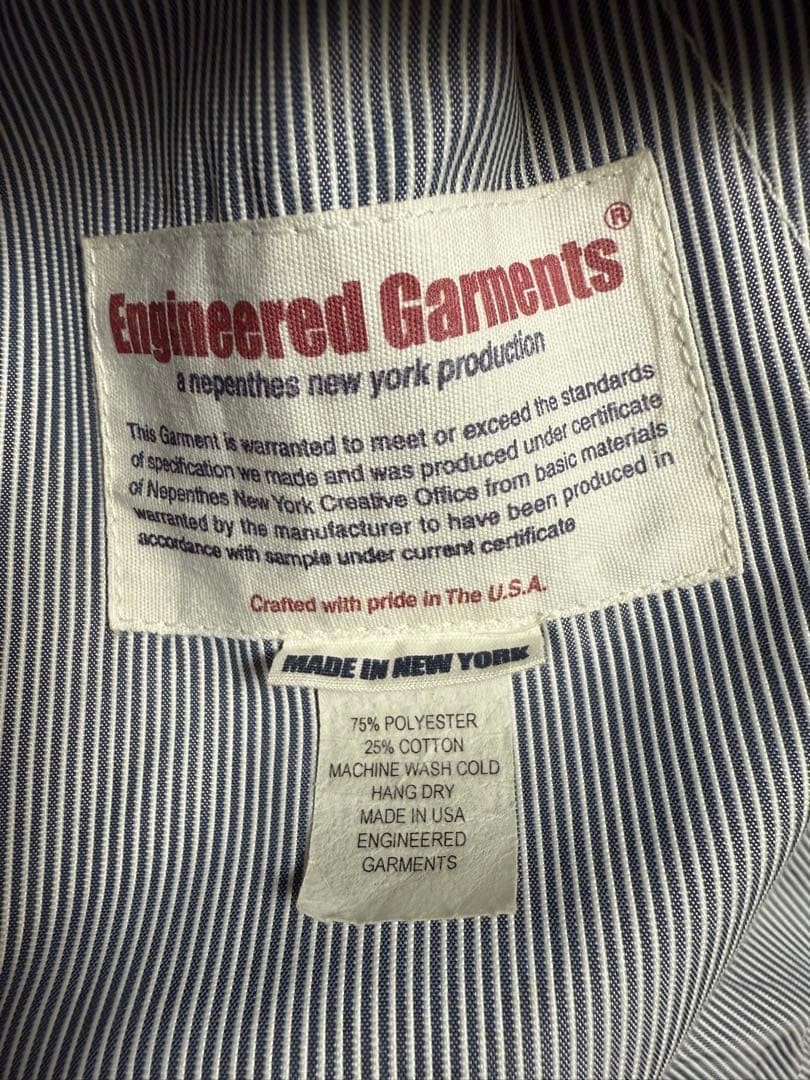 Engineered Garments®
a nepenthes new york production
This Garment is warranted to meet or exceed the standards
of specification we made and was produced under certificate
of Nepenthes New York Creative Office from basic materials
warranted by the manufacturer to have been produced in
accordance with sample under current certificate
Crafted with pride in The U.S.A.
MADE IN NEW YORK
75% POLYESTER
25% COTTON
MACHINE WASH COLD
HANG DRY
MADE IN USA
ENGINEERED
GARMENTS